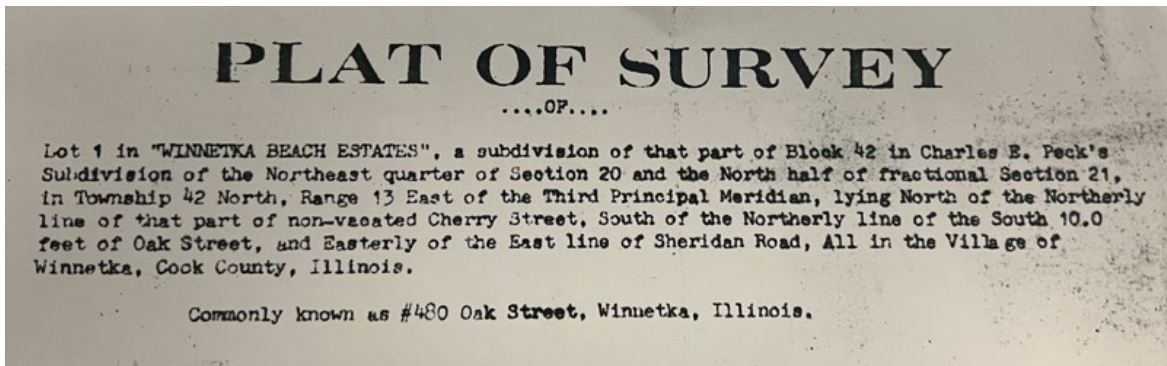 PLAT OF SURVEY
....OF....
Lot 1 in "WINNETKA BEACH ESTATES", a subdivision of that part of Block 42 in Charles E. Peck's
Subdivision of the Northeast quarter of Section 20 and the North half of fractional Section 21,
in Township 42 North, Range 13 East of the Third Principal Meridian, lying North of the Northerly
line of that part of non-vacated Cherry Street, South of the Northerly line of the South 10.0
feet of Oak Street, and Easterly of the East line of Sheridan Road, All in the Village of
Winnetka, Cook County, Illinois.
Commonly known as #480 Oak Street, Winnetka, Illinois.